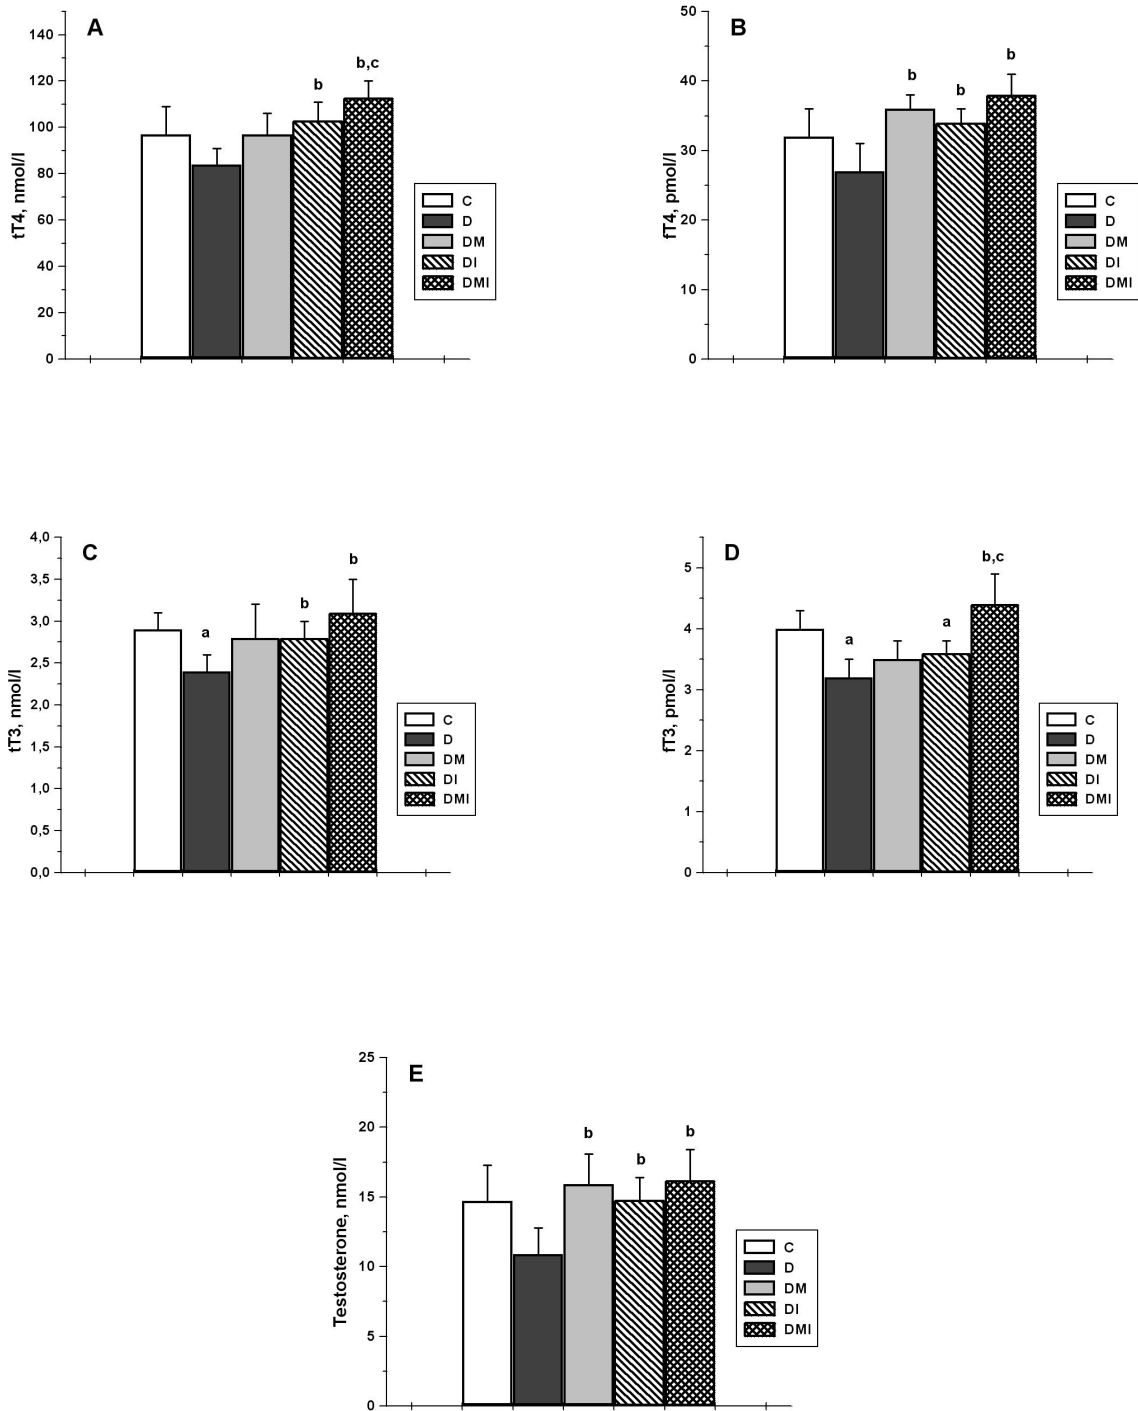 A
tT4, nmol/l
140
120
100
80
60
40
20
0
b
b,c
C
D
DM
DI
DMI
B
fT4, pmol/l
50
40
30
20
10
0
b
b
b
C
D
DM
DI
DMI
C
tT3, nmol/l
4,0
3,5
3,0
2,5
2,0
1,5
1,0
0,5
0,0
a
b
b
C
D
DM
DI
DMI
D
fT3, pmol/l
5
4
3
2
1
0
a
a
b,c
C
D
DM
DI
DMI
E
Testosterone, nmol/l
25
20
15
10
5
0
b
b
b
C
D
DM
DI
DMI